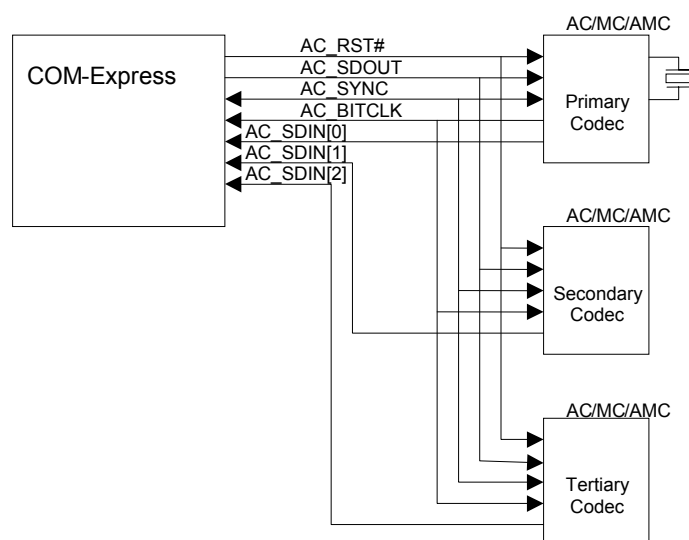 AC/MC/AMC
COM-Express
AC_RST#
AC_SDOUT
AC_SYNC
AC_BITCLK
AC_SDIN[0]
AC_SDIN[1]
AC_SDIN[2]
Primary
Codec
AC/MC/AMC
Secondary
Codec
AC/MC/AMC
Tertiary
Codec